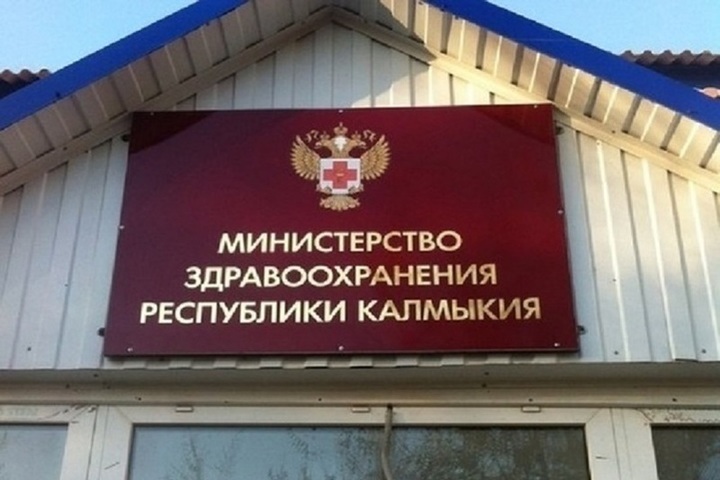 МИНИСТЕРСТВО
ЗДРАВООХРАНЕНИЯ
РЕСПУБЛИКИ КАЛМЫКИЯ